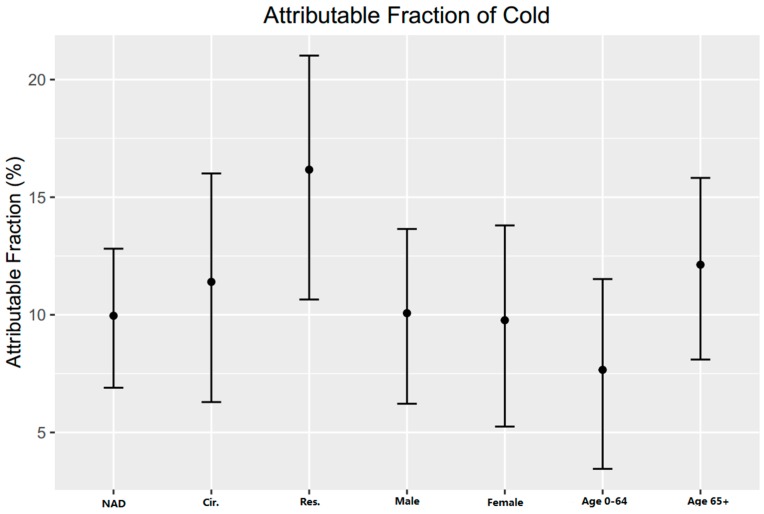 Attributable Fraction of Cold
Attributable Fraction (%)
20
15
10
5
NAD Cir. Res. Male Female Age 0-64 Age 65+